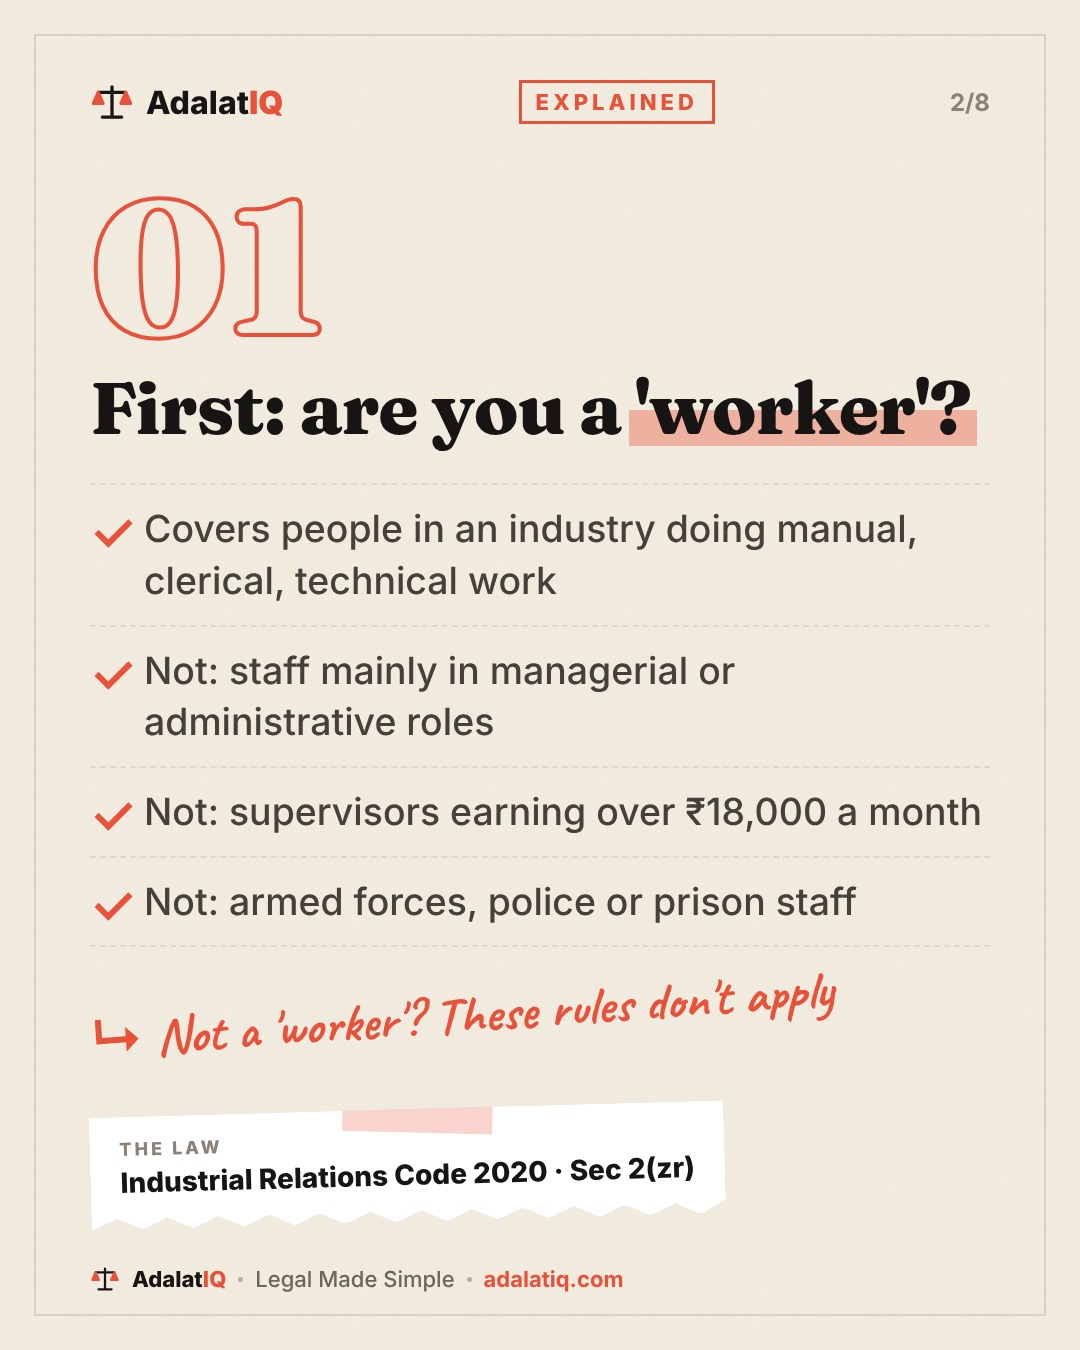 AdalatIQ
EXPLAINED
2/8
01
First: are you a 'worker'?
Covers people in an industry doing manual,
clerical, technical work
Not: staff mainly in managerial or
administrative roles
Not: supervisors earning over ₹18,000 a month
Not: armed forces, police or prison staff
Not a 'worker'? These rules don't apply
THE LAW
Industrial Relations Code 2020 · Sec 2(zr)
AdalatIQ • Legal Made Simple • adalatiq.com